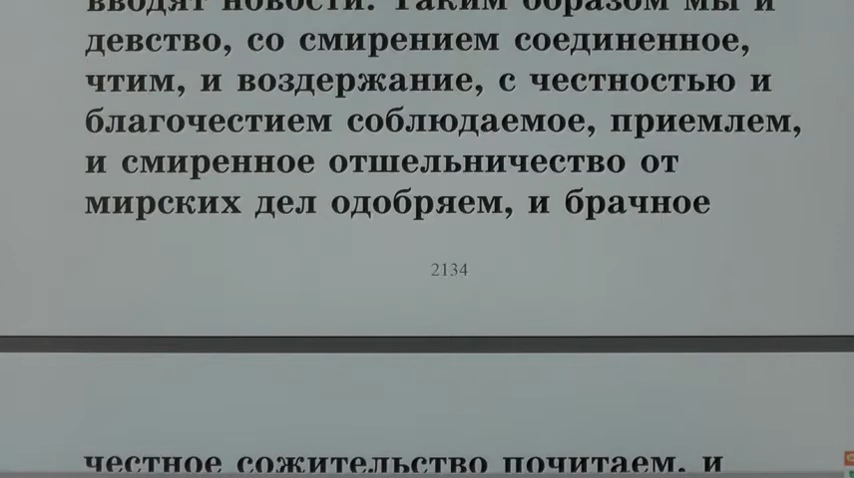 вводят новости. Таким образом мы и
девство, со смирением соединенное,
чтим, и воздержание, с честностью и
благочестием соблюдаемое, приемлем,
и смиренное отшельничество от
мирских дел одобряем, и брачное
2134
честное сожительство почитаем, и